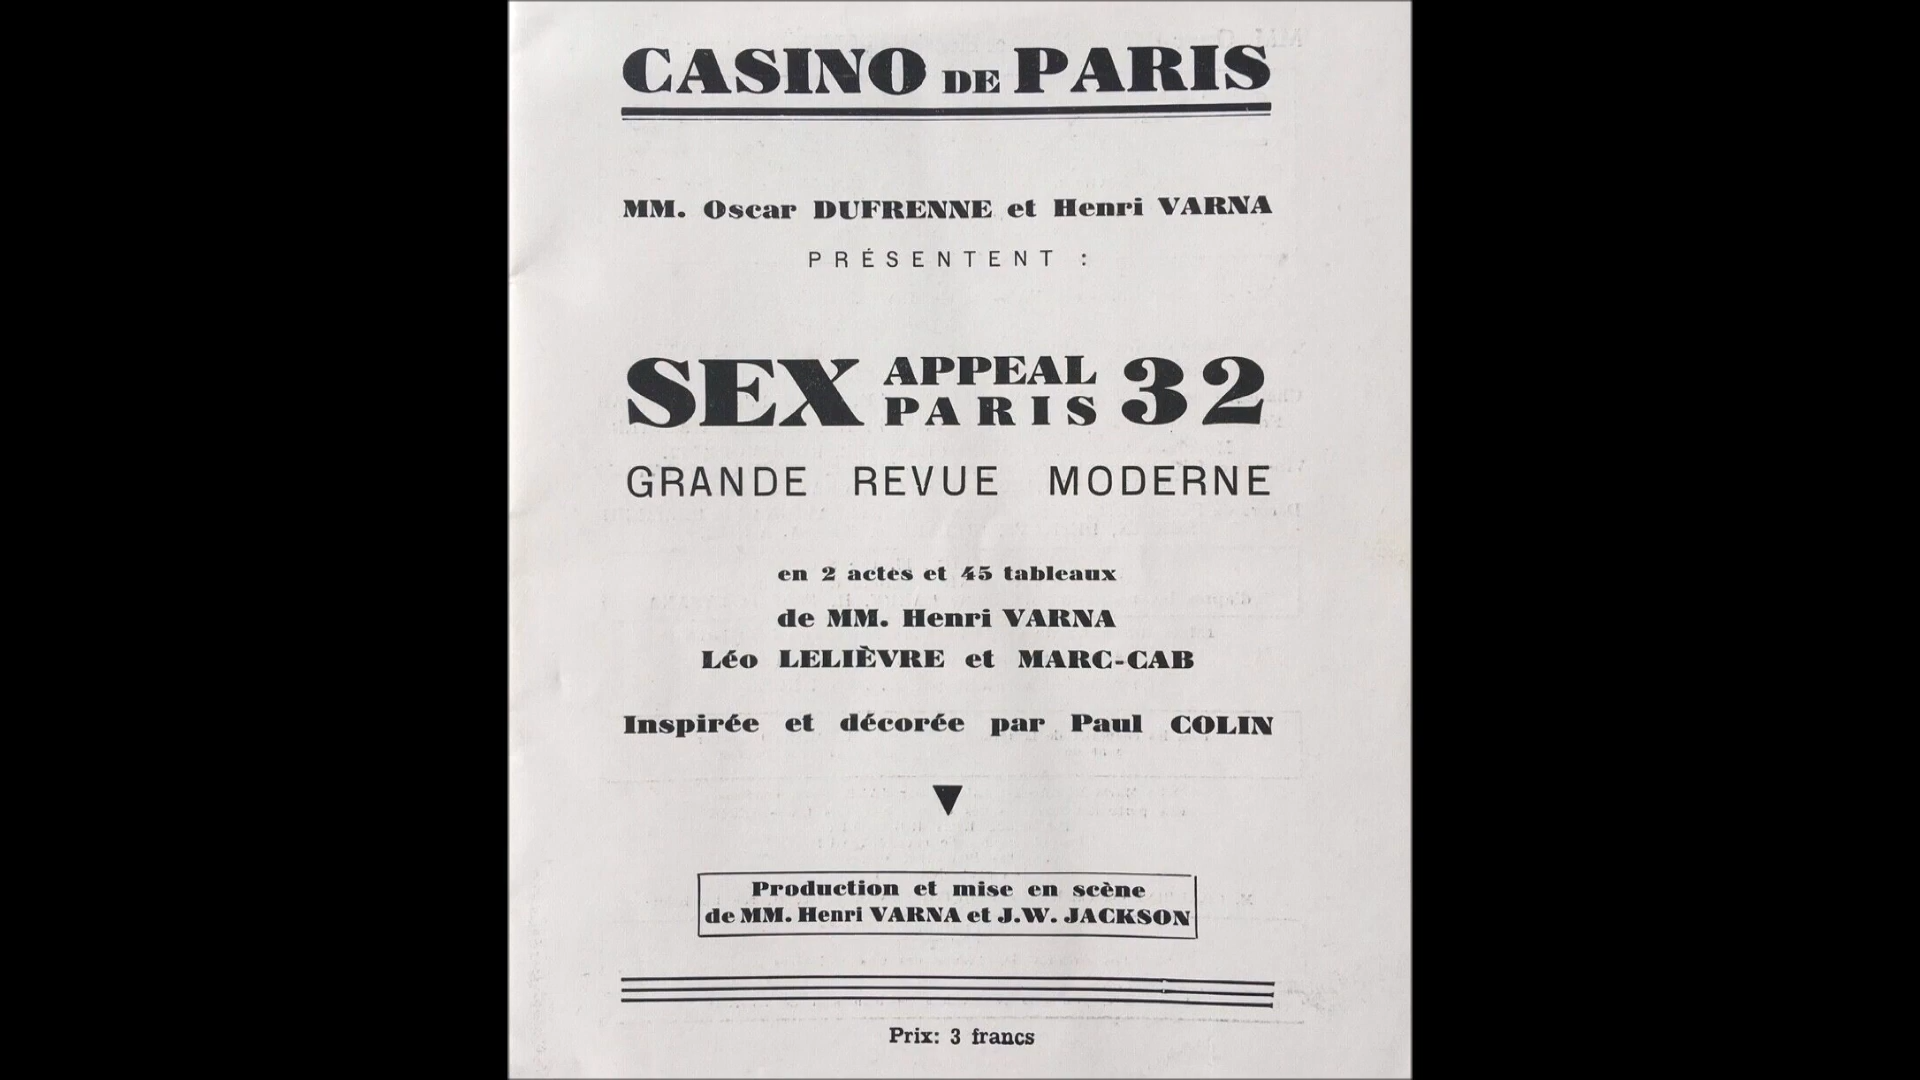 CASINO DE PARIS
MM. Oscar DUFRENNE et Henri VARNA
PRÉSENTENT :
SEX APPEAL PARIS 32
GRANDE REVUE MODERNE
en 2 actes et 45 tableaux
de MM. Henri VARNA
Léo LELIÈVRE et MARC-CAB
Inspirée et décorée par Paul COLIN
Production et mise en scène
de MM. Henri VARNA et J.W. JACKSON
Prix: 3 francs